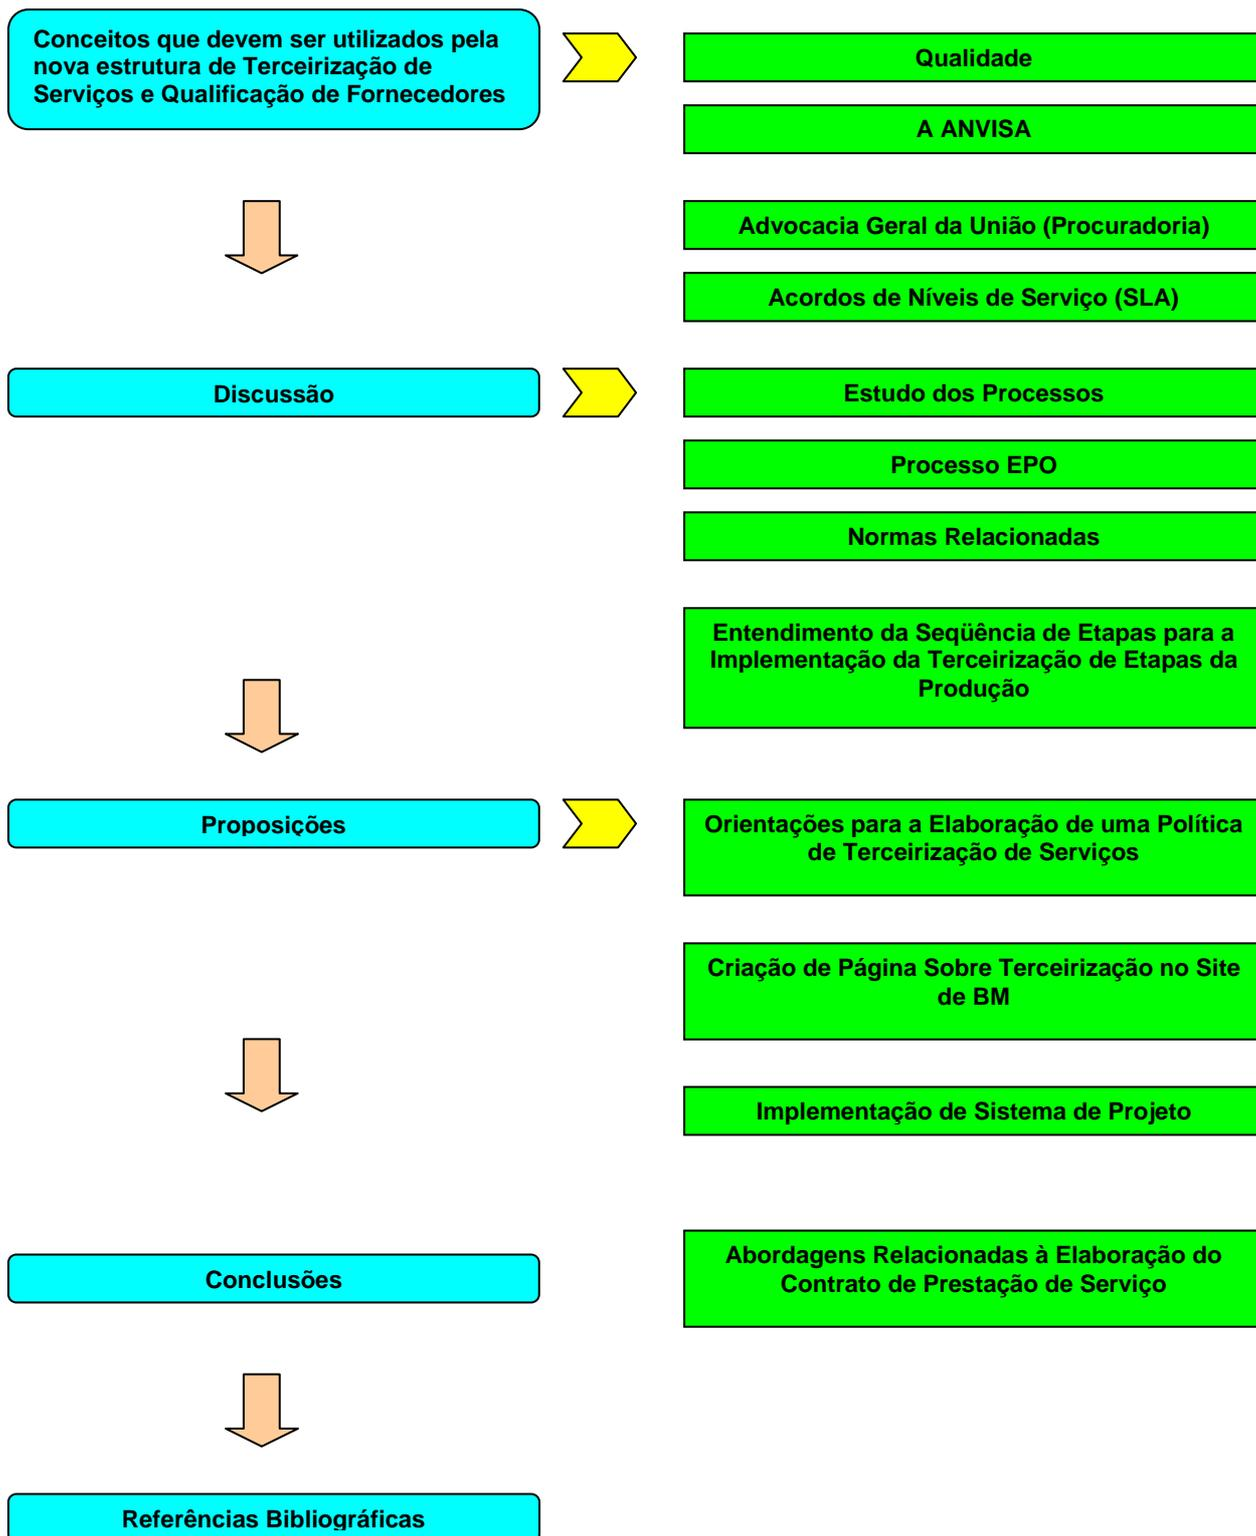 Conceitos que devem ser utilizados pela
nova estrutura de Terceirização de
Serviços e Qualificação de Fornecedores
Qualidade
A ANVISA
Advocacia Geral da União (Procuradoria)
Acordos de Níveis de Serviço (SLA)
Discussão
Estudo dos Processos
Processo EPO
Normas Relacionadas
Entendimento da Seqüência de Etapas para a
Implementação da Terceirização de Etapas da
Produção
Proposições
Orientações para a Elaboração de uma Política
de Terceirização de Serviços
Criação de Página Sobre Terceirização no Site
de BM
Implementação de Sistema de Projeto
Abordagens Relacionadas à Elaboração do
Contrato de Prestação de Serviço
Conclusões
Referências Bibliográficas